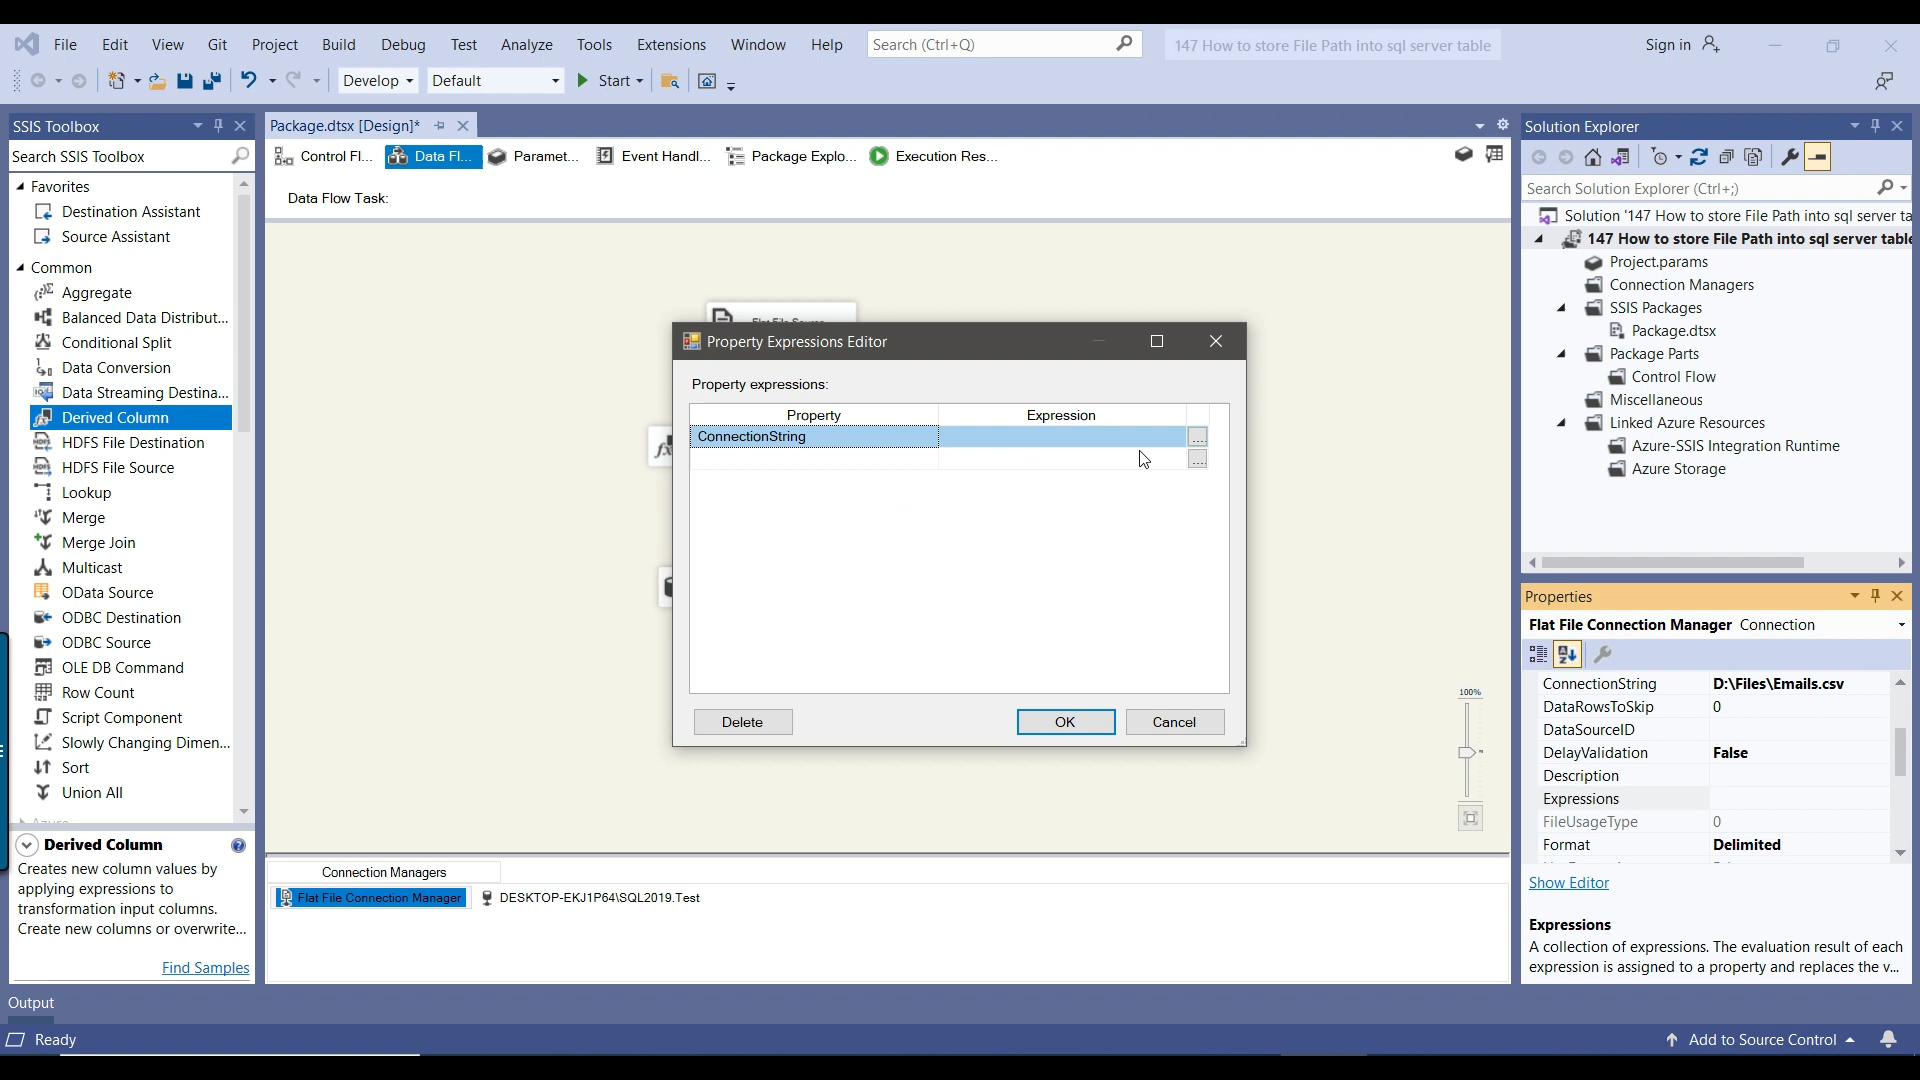 File Edit View Git Project Build Debug Test Analyze Tools Extensions Window Help Search (Ctrl+Q) 147 How to store File Path into sql server table Sign in
Develop Default Start
SSIS Toolbox
Search SSIS Toolbox
Favorites
Destination Assistant
Source Assistant
Common
Aggregate
Balanced Data Distribut...
Conditional Split
Data Conversion
Data Streaming Destina...
Derived Column
HDFS File Destination
HDFS File Source
Lookup
Merge
Merge Join
Multicast
OData Source
ODBC Destination
ODBC Source
OLE DB Command
Row Count
Script Component
Slowly Changing Dimen...
Sort
Union All
Derived Column
Creates new column values by
applying expressions to
transformation input columns.
Create new columns or overwrite...
Find Samples
Package.dtsx [Design]*
Control Fl... Data Fl... Paramet... Event Handl... Package Explo... Execution Res...
Data Flow Task:
Property Expressions Editor
Property expressions:
Property Expression
ConnectionString ...
...
Delete OK Cancel
100%
Connection Managers
Flat File Connection Manager DESKTOP-EKJ1P64\SQL2019.Test
Solution Explorer
Search Solution Explorer (Ctrl+;)
Solution '147 How to store File Path into sql server ta
147 How to store File Path into sql server table
Project.params
Connection Managers
SSIS Packages
Package.dtsx
Package Parts
Control Flow
Miscellaneous
Linked Azure Resources
Azure-SSIS Integration Runtime
Azure Storage
Properties
Flat File Connection Manager Connection
ConnectionString D:\Files\Emails.csv
DataRowsToSkip 0
DataSourceID
DelayValidation False
Description
Expressions
FileUsageType 0
Format Delimited
Show Editor
Expressions
A collection of expressions. The evaluation result of each
expression is assigned to a property and replaces the v...
Output
Ready Add to Source Control